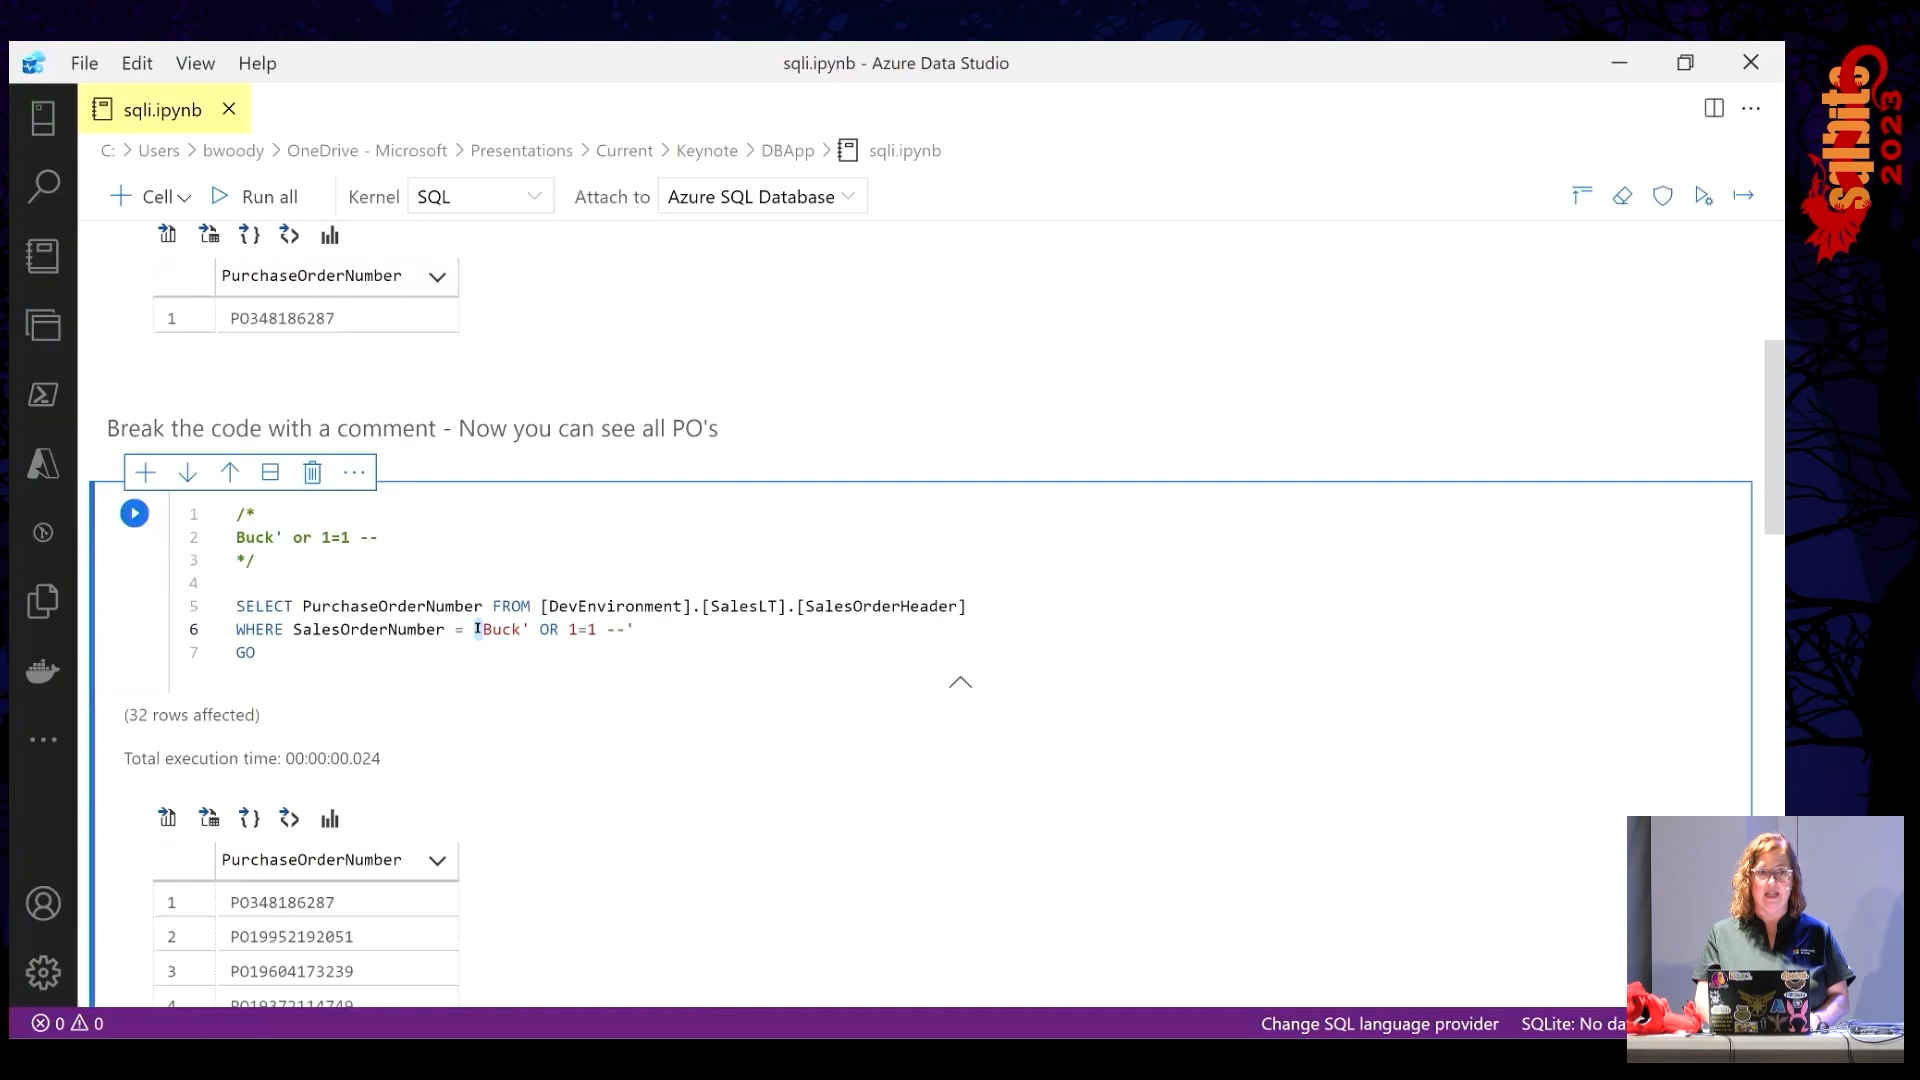 File Edit View Help
sqli.ipynb - Azure Data Studio
sqlbits 2023
sqli.ipynb
C: > Users > bwoody > OneDrive - Microsoft > Presentations > Current > Keynote > DBApp > sqli.ipynb
Cell Run all Kernel SQL Attach to Azure SQL Database
PurchaseOrderNumber
1 PO348186287
Break the code with a comment - Now you can see all PO's
1 /*
2 Buck' or 1=1 --
3 */
4
5 SELECT PurchaseOrderNumber FROM [DevEnvironment].[SalesLT].[SalesOrderHeader]
6 WHERE SalesOrderNumber = 'Buck' OR 1=1 --'
7 GO
(32 rows affected)
Total execution time: 00:00:00.024
PurchaseOrderNumber
1 PO348186287
2 PO19952192051
3 PO19604173239
4 PO19372114749
0 0
Change SQL language provider SQLite: No da